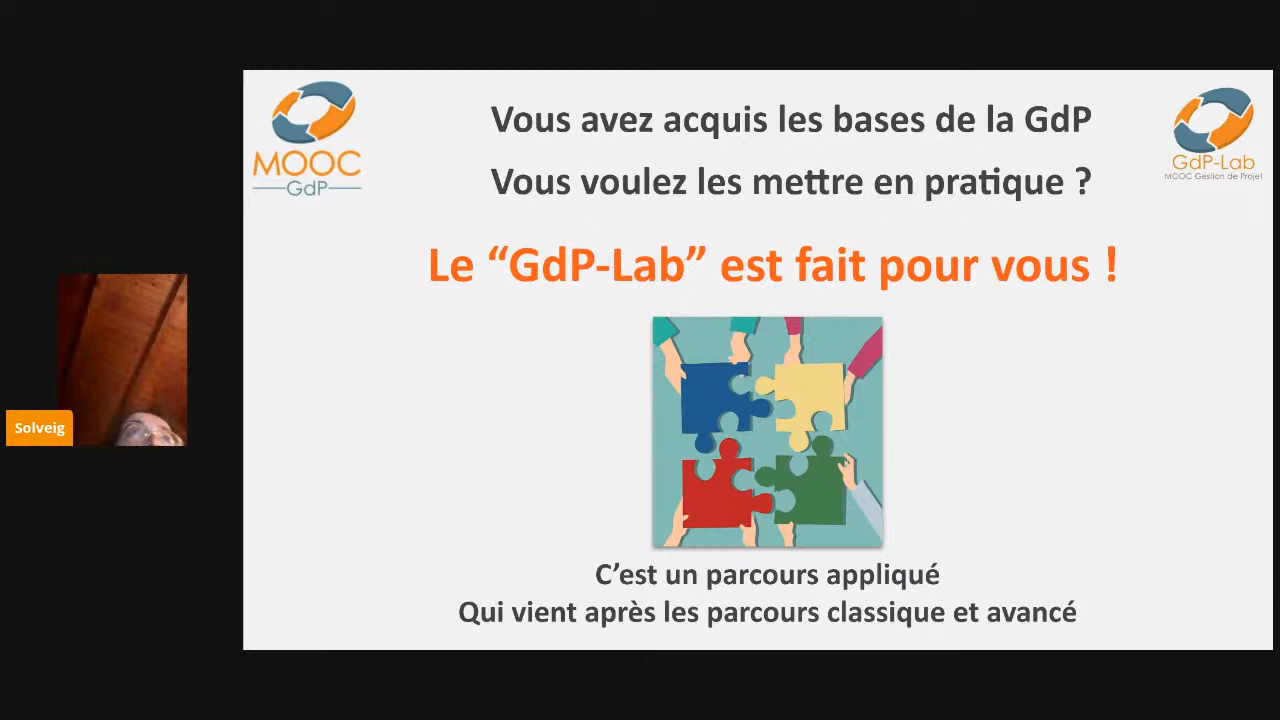 MOOC
GdP
GdP-Lab
MOOC Gestion de Projet
Vous avez acquis les bases de la GdP
Vous voulez les mettre en pratique ?
Le “GdP-Lab” est fait pour vous !
Solveig
C’est un parcours appliqué
Qui vient après les parcours classique et avancé